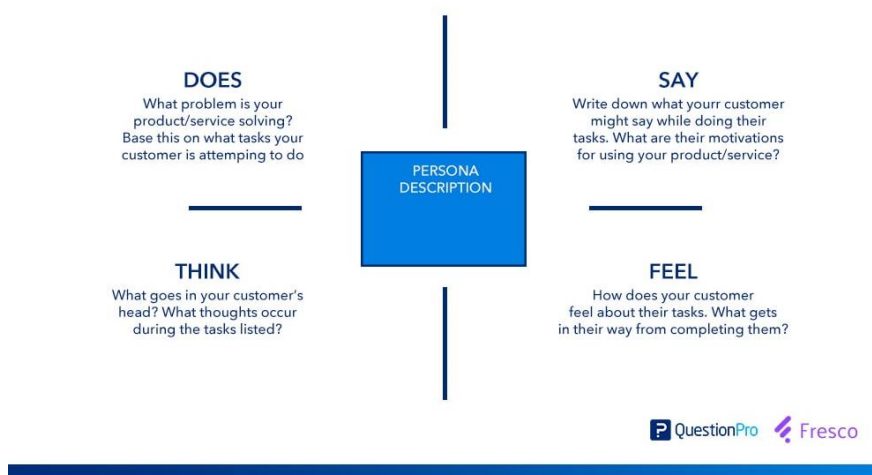 DOES
What problem is your
product/service solving?
Base this on what tasks your
customer is attemping to do
SAY
Write down what yourr customer
might say while doing their
tasks. What are their motivations
for using your product/service?
PERSONA
DESCRIPTION
THINK
What goes in your customer's
head? What thoughts occur
during the tasks listed?
FEEL
How does your customer
feel about their tasks. What gets
in their way from completing them?
QuestionPro
Fresco